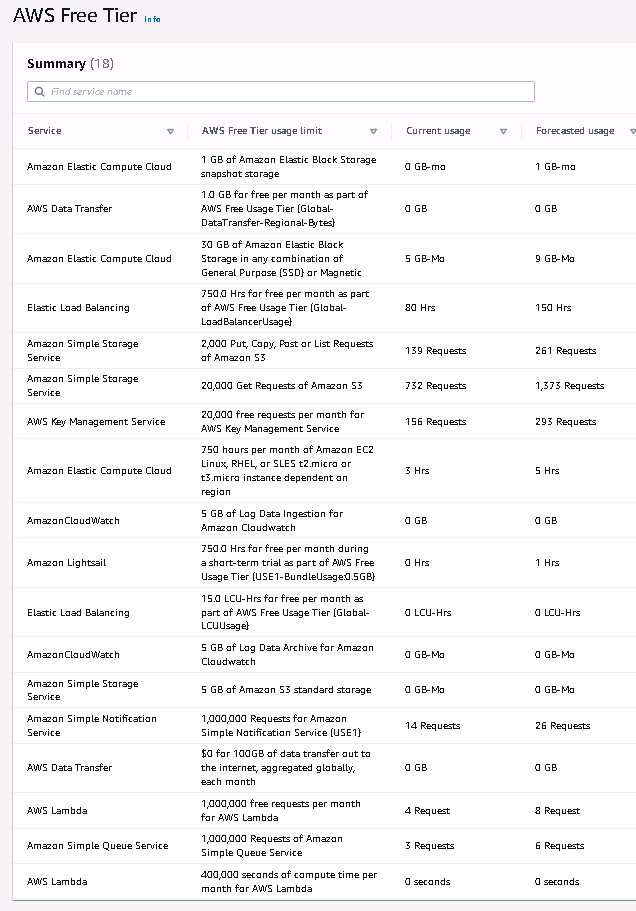 AWS Free Tier Info
Summary (18)
Find service name
Service AWS Free Tier usage limit Current usage Forecasted usage
Amazon Elastic Compute Cloud 1 GB of Amazon Elastic Block Storage 0 GB-mo 1 GB-mo
snapshot storage
1.0 GB for free per month as part of
AWS Data Transfer AWS Free Usage Tier (Global- 0 GB 0 GB
DataTransfer-Regional-Bytes)
30 GB of Amazon Elastic Block
Amazon Elastic Compute Cloud Storage in any combination of 5 GB-Mo 9 GB-Mo
General Purpose (SSD) or Magnetic
750.0 Hrs for free per month as part
Elastic Load Balancing of AWS Free Usage Tier (Global- 80 Hrs 150 Hrs
LoadBalancerUsage)
Amazon Simple Storage 2,000 Put, Copy, Post or List Requests 139 Requests 261 Requests
Service of Amazon S3
Amazon Simple Storage 20,000 Get Requests of Amazon S3 732 Requests 1,373 Requests
Service
AWS Key Management Service 20,000 free requests per month for 156 Requests 293 Requests
AWS Key Management Service
750 hours per month of Amazon EC2
Amazon Elastic Compute Cloud Linux, RHEL, or SLES t2.micro or 3 Hrs 5 Hrs
t3.micro instance dependent on
region
AmazonCloudWatch 5 GB of Log Data Ingestion for 0 GB 0 GB
Amazon Cloudwatch
750.0 Hrs for free per month during
Amazon Lightsail a short-term trial as part of AWS Free 0 Hrs 1 Hrs
Usage Tier (USE1-BundleUsage:0.5GB)
15.0 LCU-Hrs for free per month as
Elastic Load Balancing part of AWS Free Usage Tier (Global- 0 LCU-Hrs 0 LCU-Hrs
LCUUsage)
AmazonCloudWatch 5 GB of Log Data Archive for Amazon 0 GB-Mo 0 GB-Mo
Cloudwatch
Amazon Simple Storage 5 GB of Amazon S3 standard storage 0 GB-Mo 0 GB-Mo
Service
Amazon Simple Notification 1,000,000 Requests for Amazon 14 Requests 26 Requests
Service Simple Notification Service (USE1)
$0 for 100GB of data transfer out to
AWS Data Transfer the internet, aggregated globally, 0 GB 0 GB
each month
AWS Lambda 1,000,000 free requests per month 4 Request 8 Request
for AWS Lambda
Amazon Simple Queue Service 1,000,000 Requests of Amazon 3 Requests 6 Requests
Simple Queue Service
AWS Lambda 400,000 seconds of compute time per 0 seconds 0 seconds
month for AWS Lambda